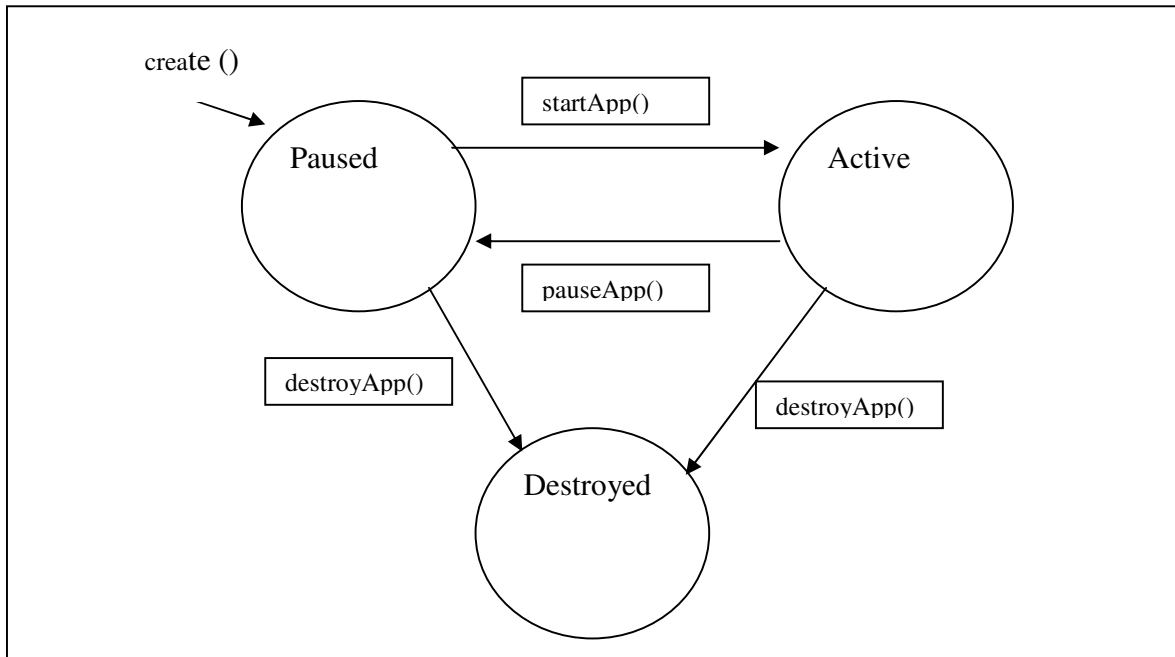 create ()
startApp()
Paused
Active
pauseApp()
destroyApp()
destroyApp()
Destroyed